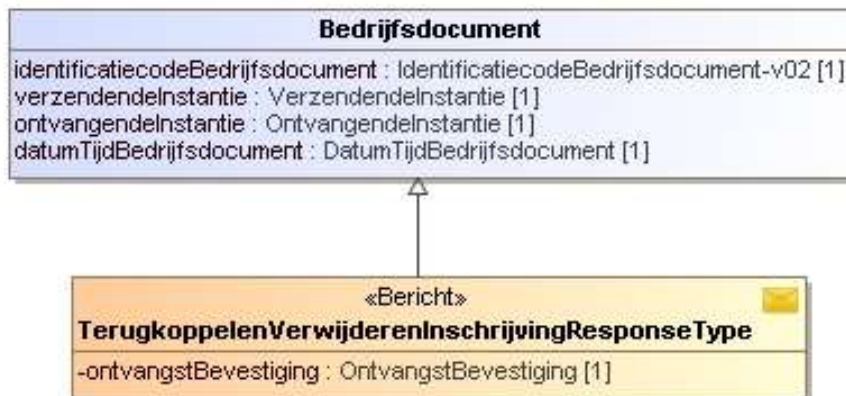 Bedrijfsdocument
identificatiecodeBedrijfsdocument : IdentificatiecodeBedrijfsdocument-v02 [1]
verzendendeInstantie : VerzendendeInstantie [1]
ontvangendeInstantie : OntvangendeInstantie [1]
datumTijdBedrijfsdocument : DatumTijdBedrijfsdocument [1]
«Bericht»
TerugkoppelenVerwijderenInschrijvingResponseType
-ontvangstBevestiging : OntvangstBevestiging [1]